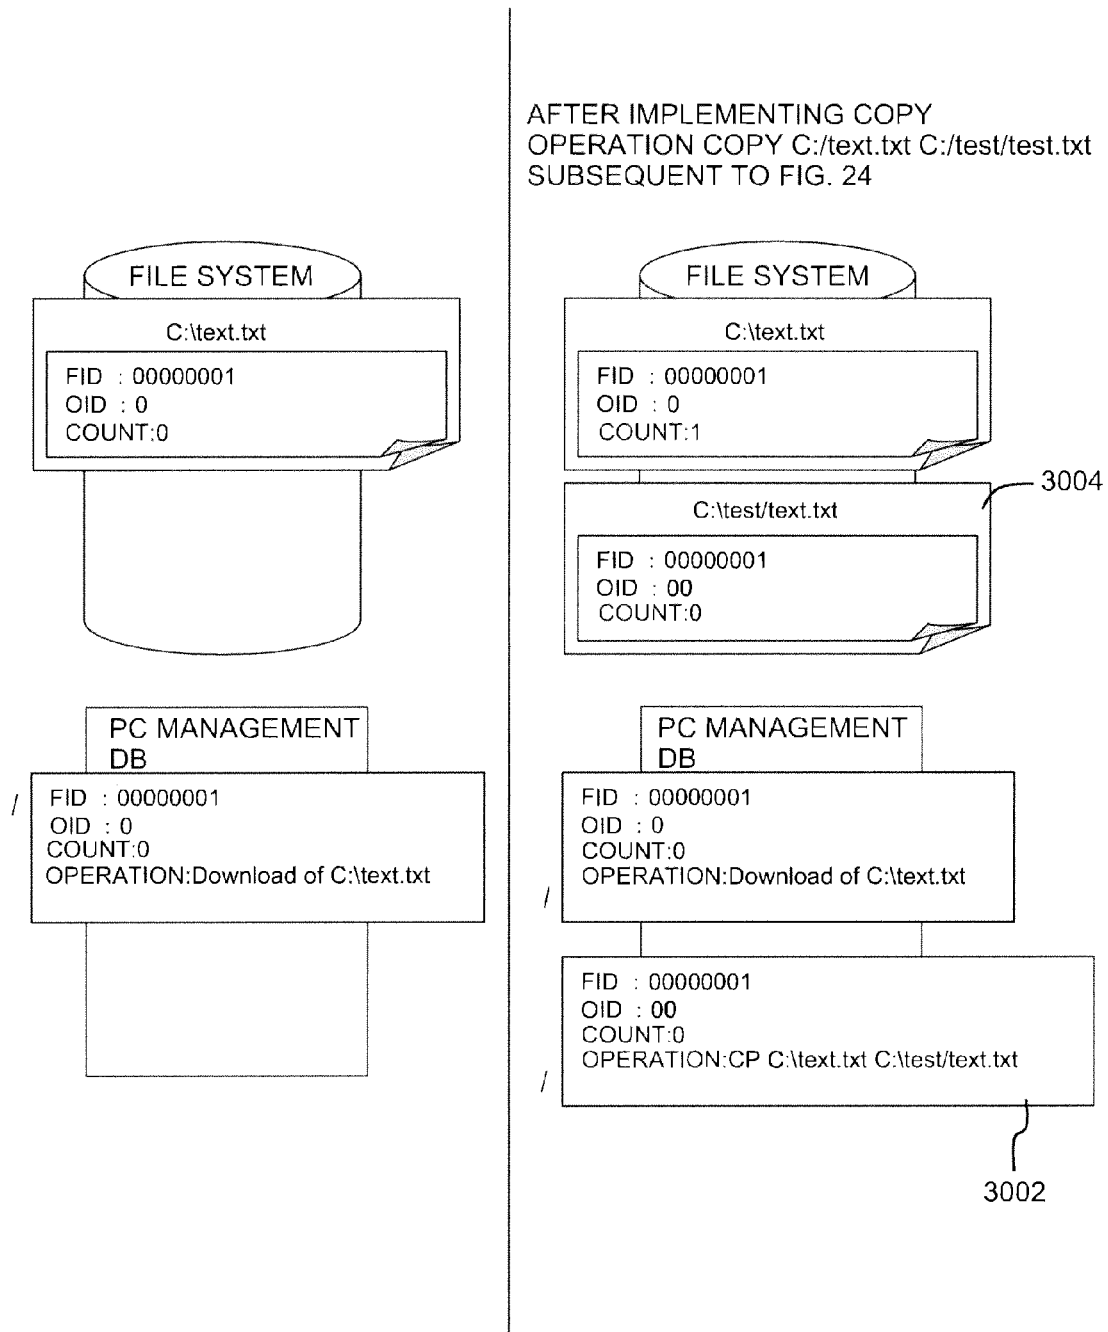 FILE SYSTEM
C:\text.txt
FID : 00000001
OID : 0
COUNT:0
PC MANAGEMENT
DB
/
FID : 00000001
OID : 0
COUNT:0
OPERATION:Download of C:\text.txt
AFTER IMPLEMENTING COPY
OPERATION COPY C:/text.txt C:/test/test.txt
SUBSEQUENT TO FIG. 24
FILE SYSTEM
C:\text.txt
FID : 00000001
OID : 0
COUNT:1
3004
C:\test/text.txt
FID : 00000001
OID : 00
COUNT:0
PC MANAGEMENT
DB
FID : 00000001
OID : 0
COUNT:0
OPERATION:Download of C:\text.txt
/
FID : 00000001
OID : 00
COUNT:0
OPERATION:CP C:\text.txt C:\test/text.txt
/
3002